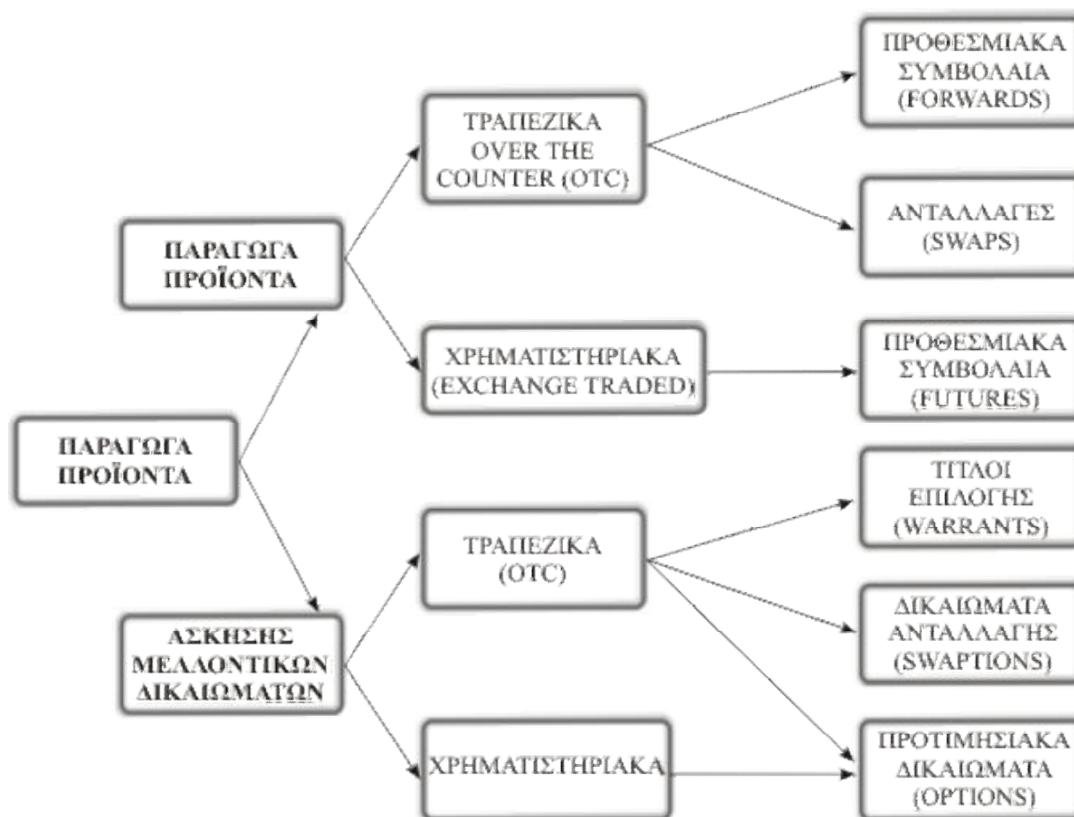 ΠΑΡΑΓΩΓΑ
ΠΡΟΪΟΝΤΑ
ΠΑΡΑΓΩΓΑ
ΠΡΟΪΟΝΤΑ
ΤΡΑΠΕΖΙΚΑ
OVER THE
COUNTER (OTC)
ΠΡΟΘΕΣΜΙΑΚΑ
ΣΥΜΒΟΛΑΙΑ
(FORWARDS)
ΑΝΤΑΛΛΑΓΕΣ
(SWAPS)
ΧΡΗΜΑΤΙΣΤΗΡΙΑΚΑ
(EXCHANGE TRADED)
ΠΡΟΘΕΣΜΙΑΚΑ
ΣΥΜΒΟΛΑΙΑ
(FUTURES)
ΑΣΚΗΣΗΣ
ΜΕΛΛΟΝΤΙΚΩΝ
ΔΙΚΑΙΩΜΑΤΩΝ
ΤΡΑΠΕΖΙΚΑ
(OTC)
ΤΙΤΛΟΙ
ΕΠΙΛΟΓΗΣ
(WARRANTS)
ΔΙΚΑΙΩΜΑΤΑ
ΑΝΤΑΛΛΑΓΗΣ
(SWAPTIONS)
ΧΡΗΜΑΤΙΣΤΗΡΙΑΚΑ
ΠΡΟΤΙΜΗΣΙΑΚΑ
ΔΙΚΑΙΩΜΑΤΑ
(OPTIONS)